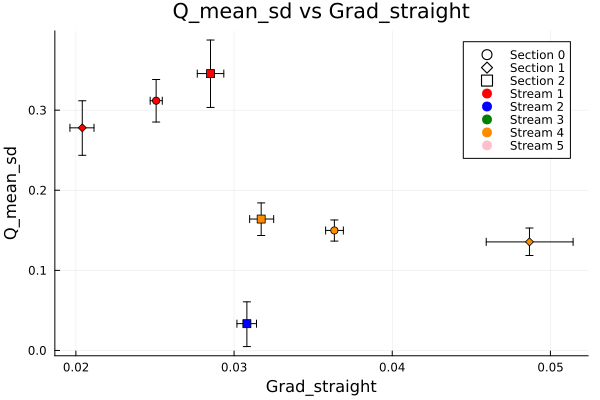 Q_mean_sd vs Grad_straight
Section 0
Section 1
Section 2
Stream 1
Stream 2
Stream 3
Stream 4
Stream 5
Q_mean_sd
0.3
0.2
0.1
0.0
0.02 0.03 0.04 0.05
Grad_straight